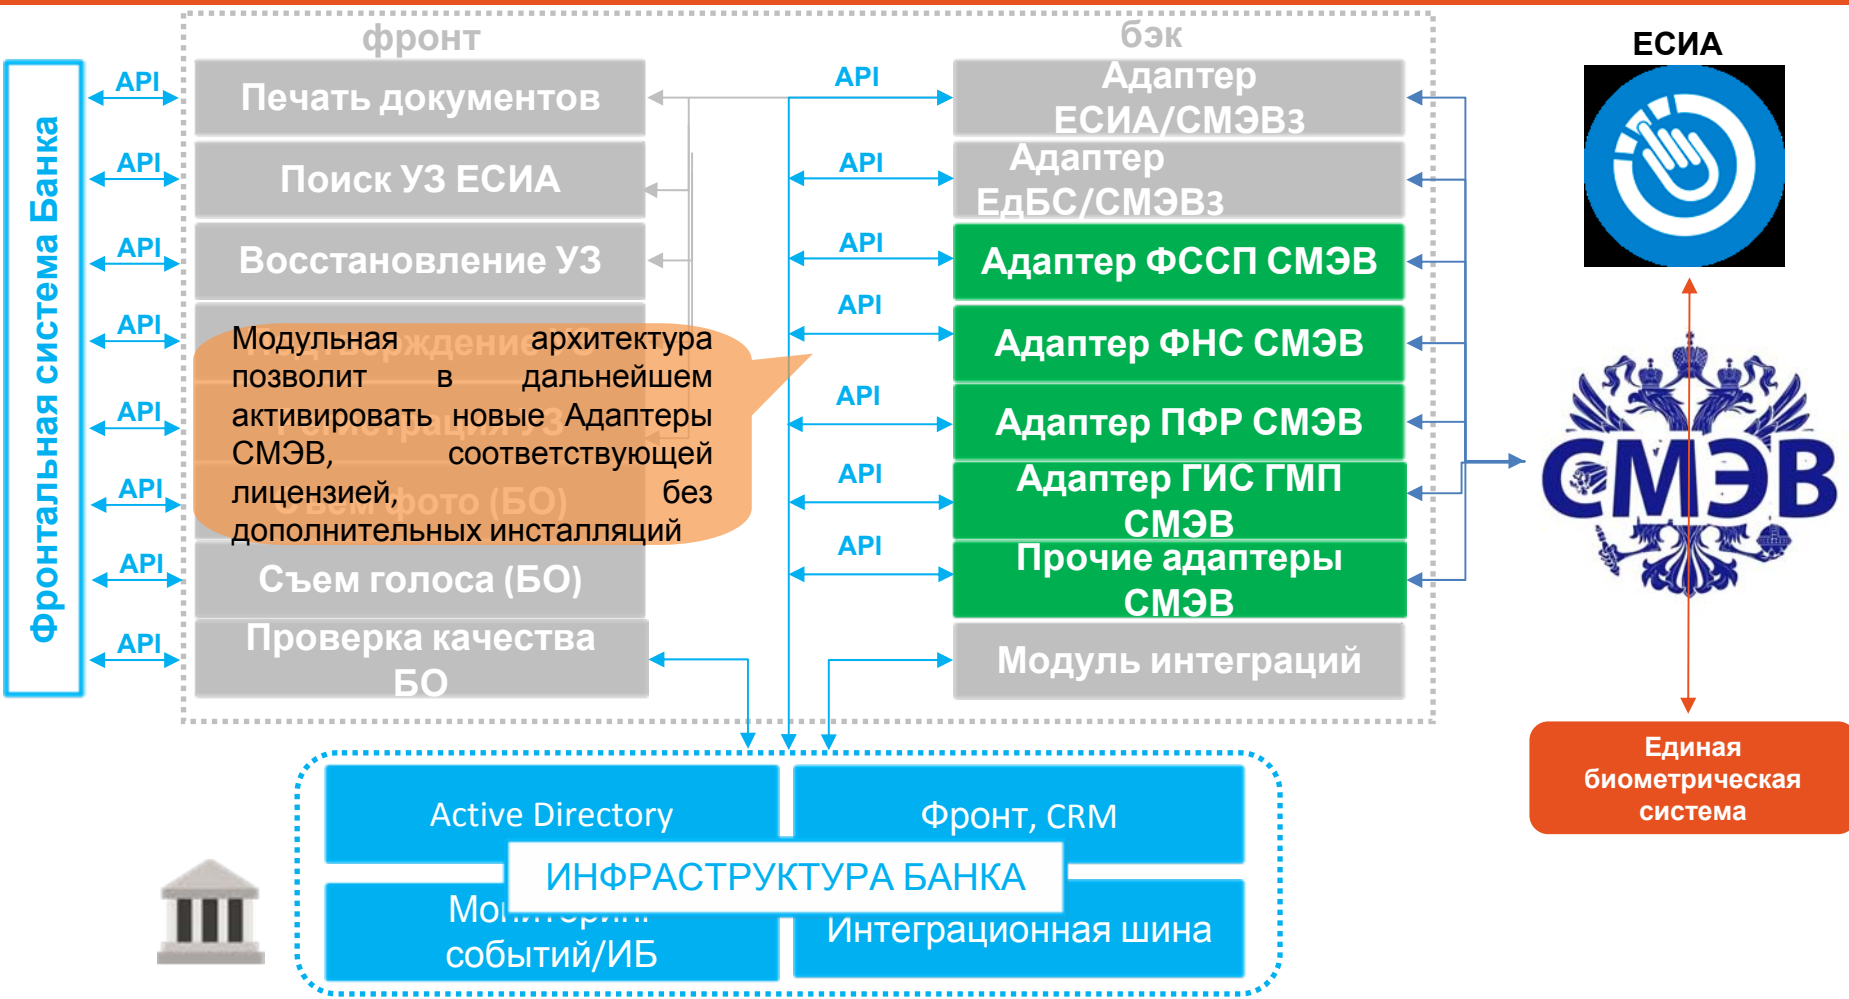 фронт
бэк
ЕСИА
Фронтальная система Банка
API
API
API
API
API
API
API
API
Печать документов
Поиск УЗ ЕСИА
Восстановление УЗ
Модульная архитектура
позволит в дальнейшем
активировать новые Адаптеры
СМЭВ, соответствующей
лицензией, без
дополнительных инсталляций
Съем фото (БО)
Съем голоса (БО)
Проверка качества
БО
API
API
API
API
API
API
API
Адаптер
ЕСИА/СМЭВ3
Адаптер
ЕдБС/СМЭВ3
Адаптер ФССП СМЭВ
Адаптер ФНС СМЭВ
Адаптер ПФР СМЭВ
Адаптер ГИС ГМП
СМЭВ
Прочие адаптеры
СМЭВ
Модуль интеграций
СМЭВ
Единая
биометрическая
система
Active Directory
Фронт, CRM
ИНФРАСТРУКТУРА БАНКА
Мониторинг
событий/ИБ
Интеграционная шина